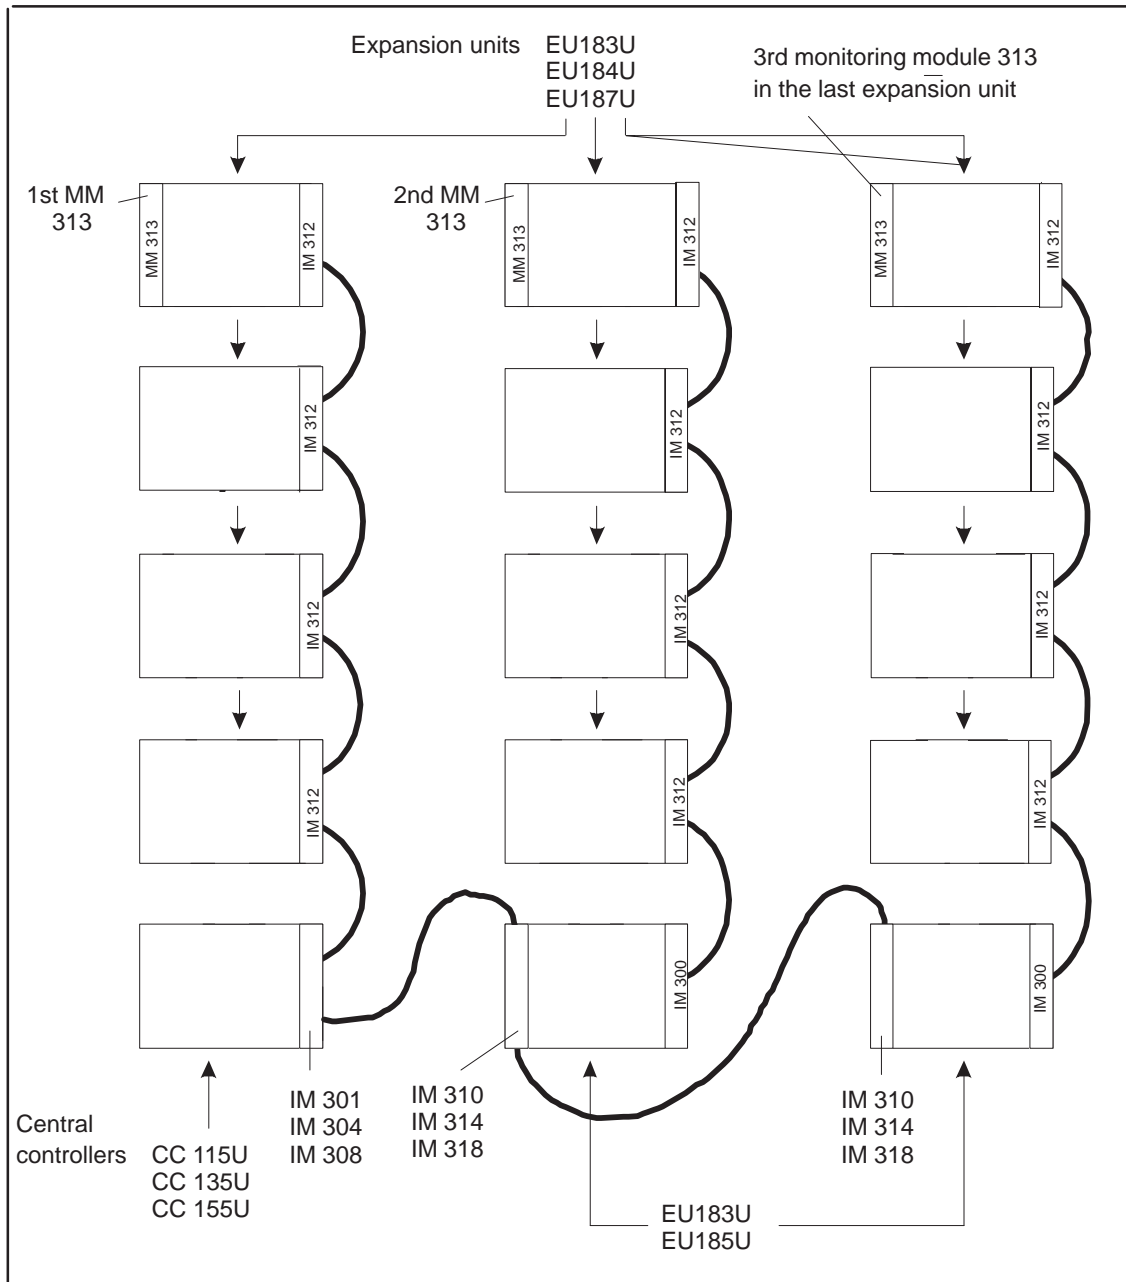 Expansion units EU183U
EU184U
EU187U
3rd monitoring module 313
in the last expansion unit
1st MM
313
MM 313
IM 312
2nd MM
313
MM 313
IM 312
MM 313
IM 312
IM 312
IM 312
IM 312
IM 312
IM 312
IM 312
IM 312
IM 312
IM 312
IM 300
IM 300
Central
controllers
CC 115U
CC 135U
CC 155U
IM 301
IM 304
IM 308
IM 310
IM 314
IM 318
IM 310
IM 314
IM 318
EU183U
EU185U